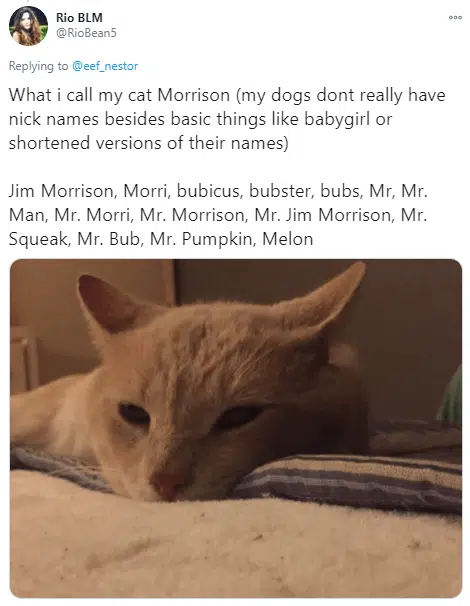 Rio BLM
@RioBean5
Replying to @eef_nestor
What i call my cat Morrison (my dogs dont really have
nick names besides basic things like babygirl or
shortened versions of their names)
Jim Morrison, Morri, bubicus, bubster, bubs, Mr, Mr.
Man, Mr. Morri, Mr. Morrison, Mr. Jim Morrison, Mr.
Squeak, Mr. Bub, Mr. Pumpkin, Melon